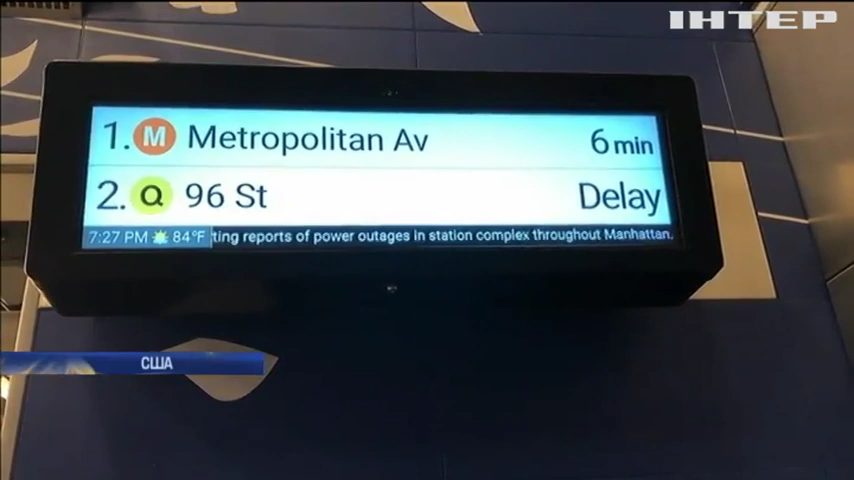 ІНТЕР
1. M Metropolitan Av 6 min
2. Q 96 St Delay
7:27 PM 84°F ting reports of power outages in station complex throughout Manhattan.
США